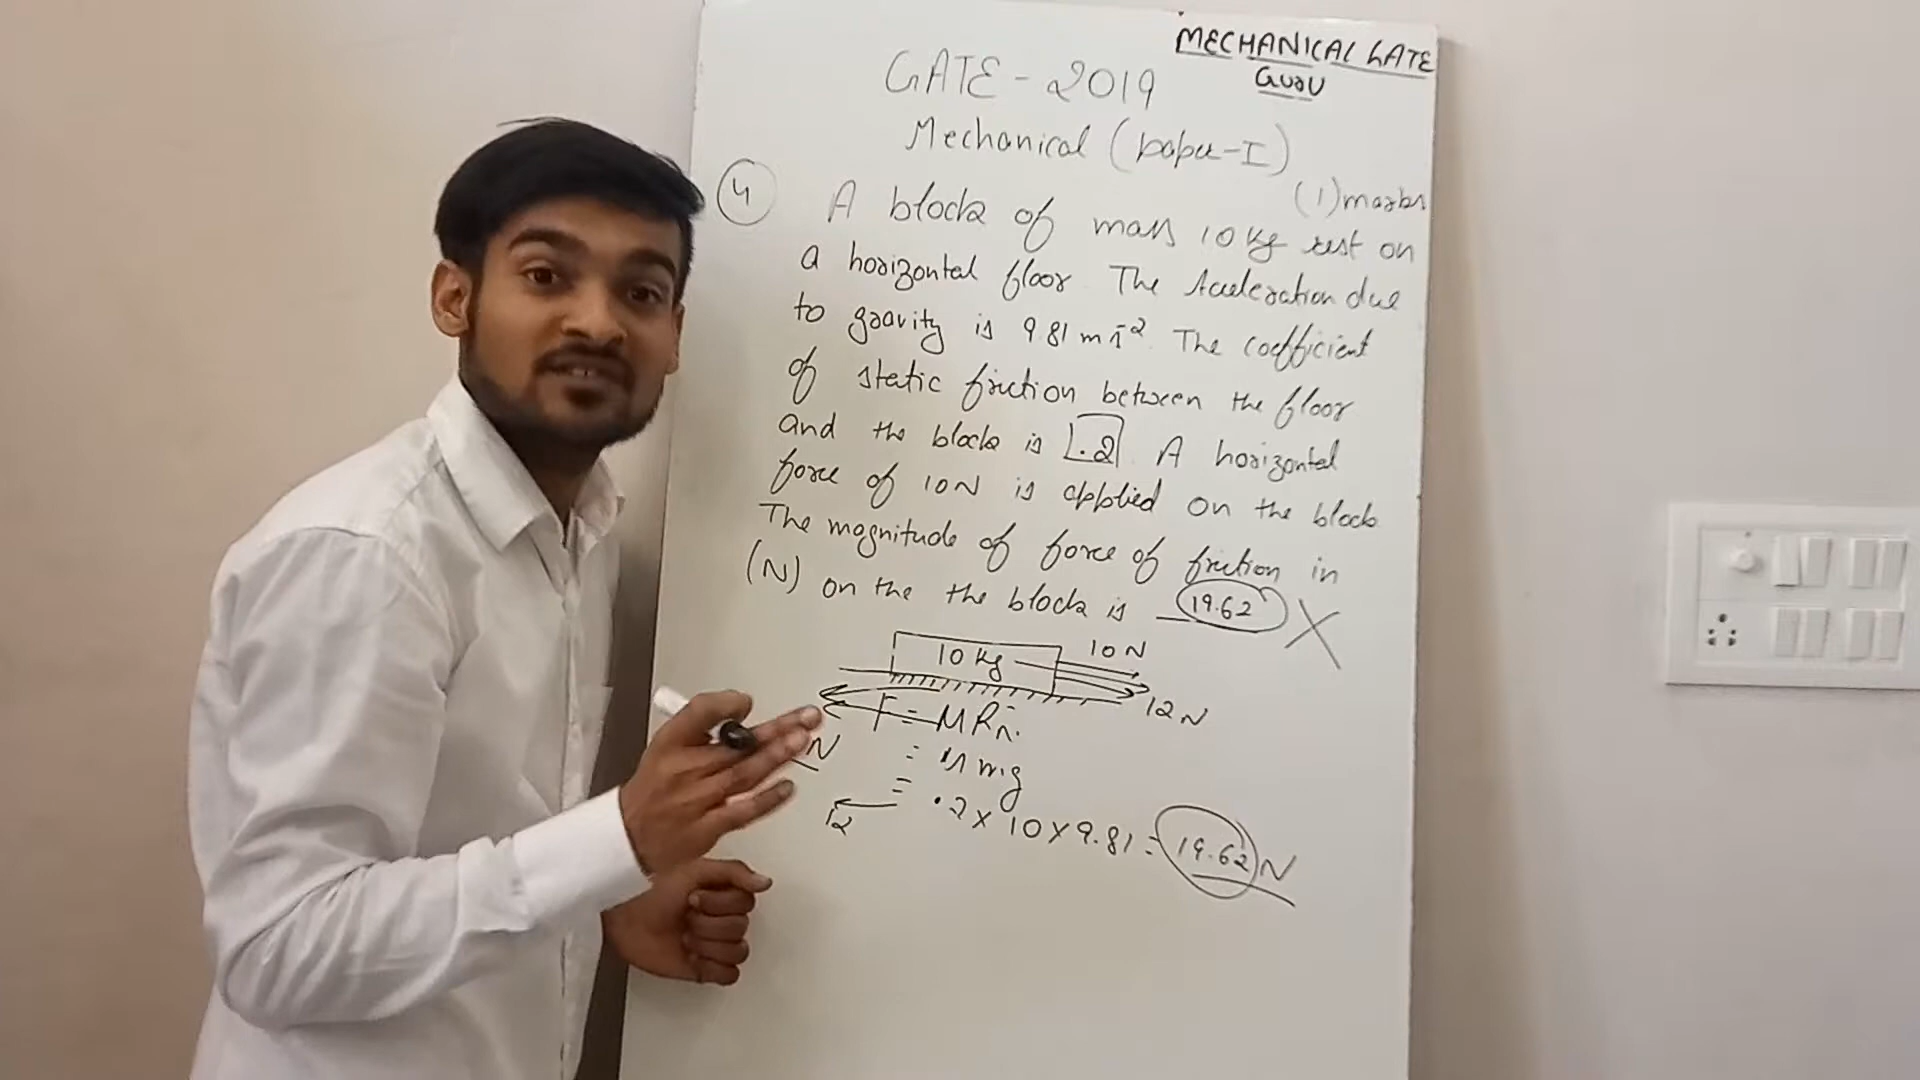 MECHANICAL GATE
GURU
GATE - 2019
Mechanical (paper-I)
(1) marks
4 A block of mass 10 kg rest on
a horizontal floor The Acceleration due
to gravity is 9.81 m s⁻². The coefficient
of static friction between the floor
and the block is .2 A horizontal
force of 10N is applied on the block
The magnitude of force of friction in
(N) on the the block is 19.62 X
10 kg 10 N
12 N
F = μ Rn.
N
= μ m.g
12
= .2 x 10 x 9.81 = 19.62 N